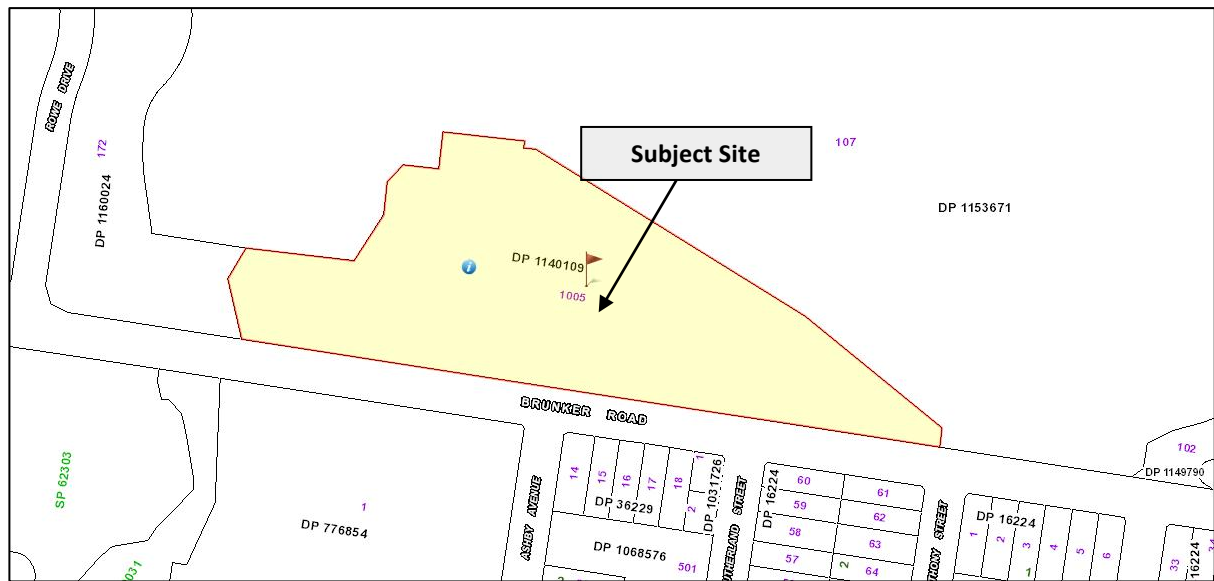 ROWE DRIVE
172
DP 1160024
Subject Site
107
DP 1153671
DP 1140109
1005
BRUNKER ROAD
102
DP 1149790
SP 62303
1
DP 776854
ASHBY AVENUE
14
15
16
17
18
1
2
DP 36229
DP 1031726
DP 1068576
501
DP 16224
60
61
59
62
58
63
57
2
64
DP 16224
1
2
3
4
5
6
1
33
16224
031